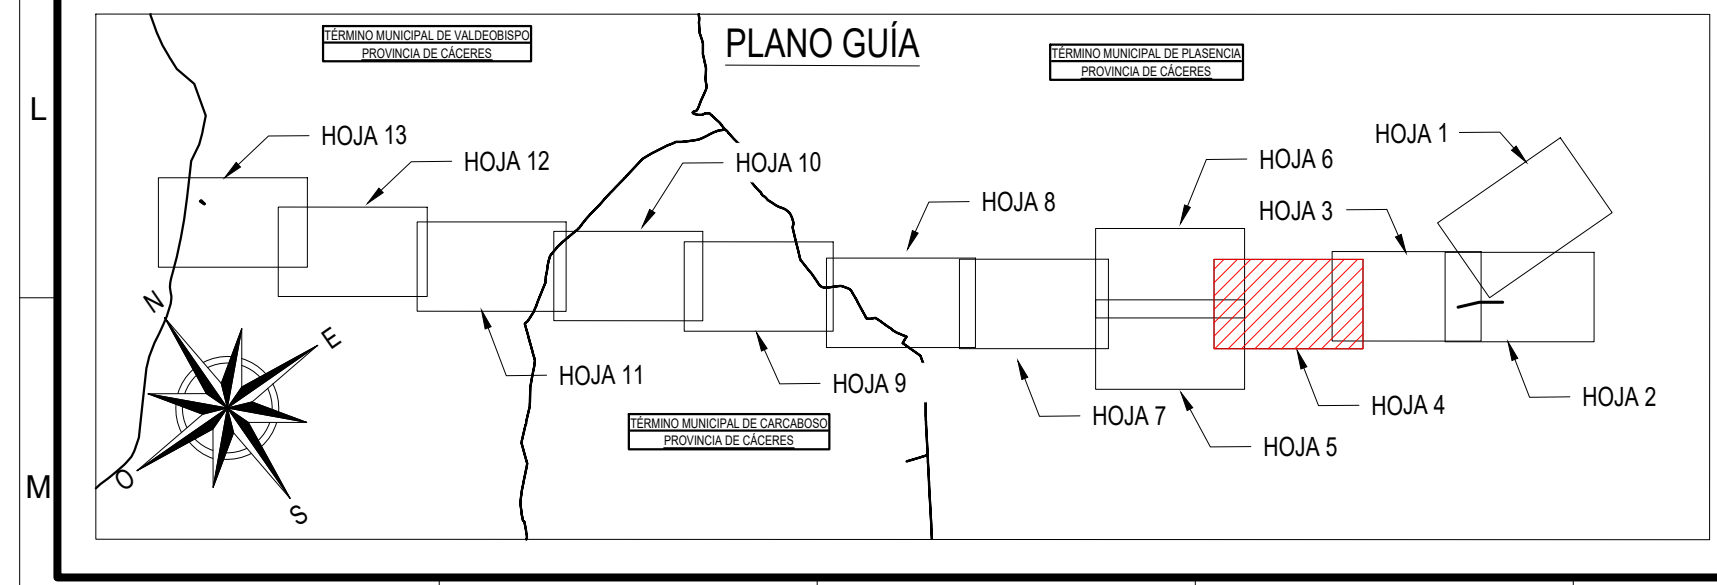 PLANO GUÍA
TÉRMINO MUNICIPAL DE VALDEOBISPO
PROVINCIA DE CÁCERES
TÉRMINO MUNICIPAL DE PLASENCIA
PROVINCIA DE CÁCERES
L
HOJA 13
HOJA 12
HOJA 10
HOJA 8
HOJA 6
HOJA 3
HOJA 1
N
E
O
S
HOJA 11
HOJA 9
HOJA 7
HOJA 5
HOJA 4
HOJA 2
TÉRMINO MUNICIPAL DE CARCABOSO
PROVINCIA DE CÁCERES
M